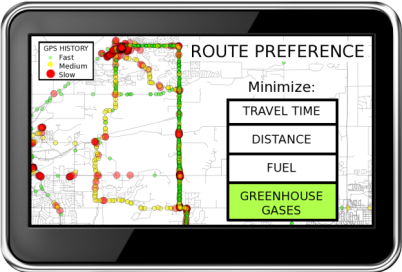 GPS HISTORY
Fast
Medium
Slow
ROUTE PREFERENCE
Minimize:
TRAVEL TIME
DISTANCE
FUEL
GREENHOUSE
GASES